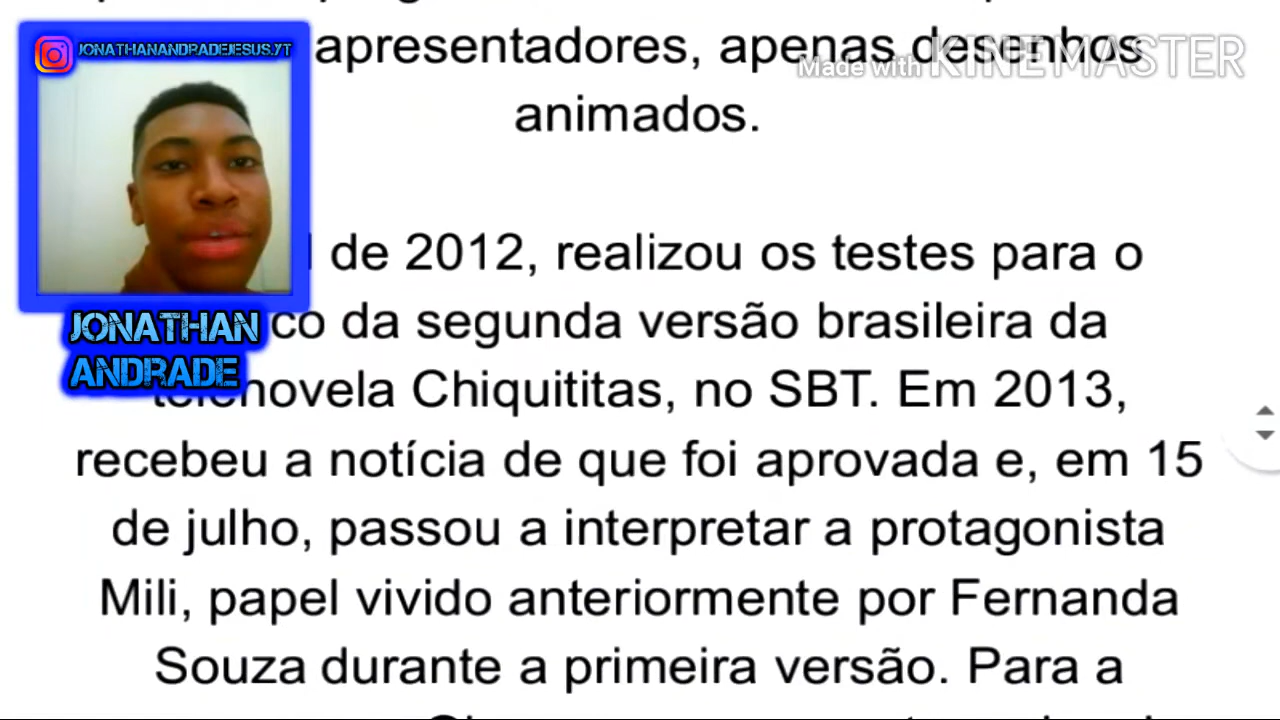 JONATHANANDRADEJESUS.YT
apresentadores, apenas desenhos
Made with KINEMASTER
animados.
de 2012, realizou os testes para o
da segunda versão brasileira da
JONATHAN
ANDRADE
telenovela Chiquititas, no SBT. Em 2013,
recebeu a notícia de que foi aprovada e, em 15
de julho, passou a interpretar a protagonista
Mili, papel vivido anteriormente por Fernanda
Souza durante a primeira versão. Para a